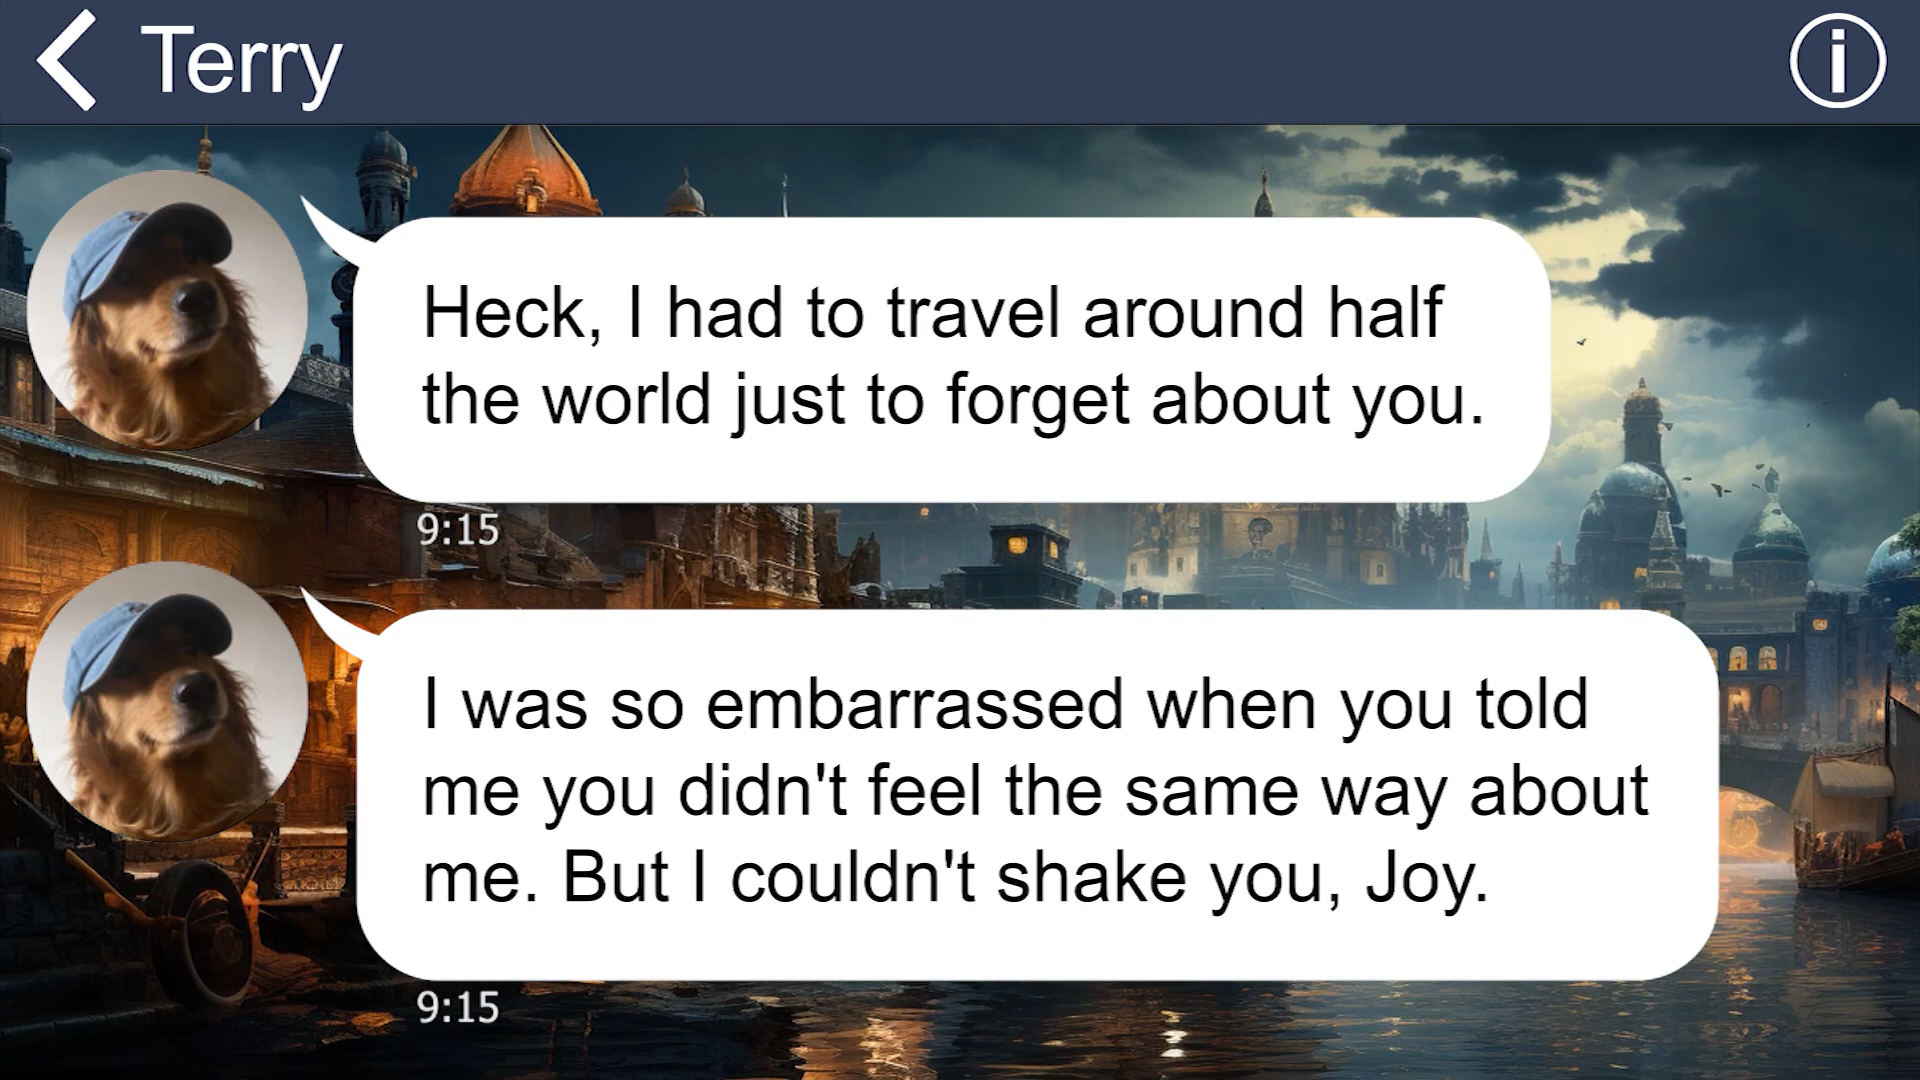 Terry
Heck, I had to travel around half
the world just to forget about you.
9:15
I was so embarrassed when you told
me you didn't feel the same way about
me. But I couldn't shake you, Joy.
9:15